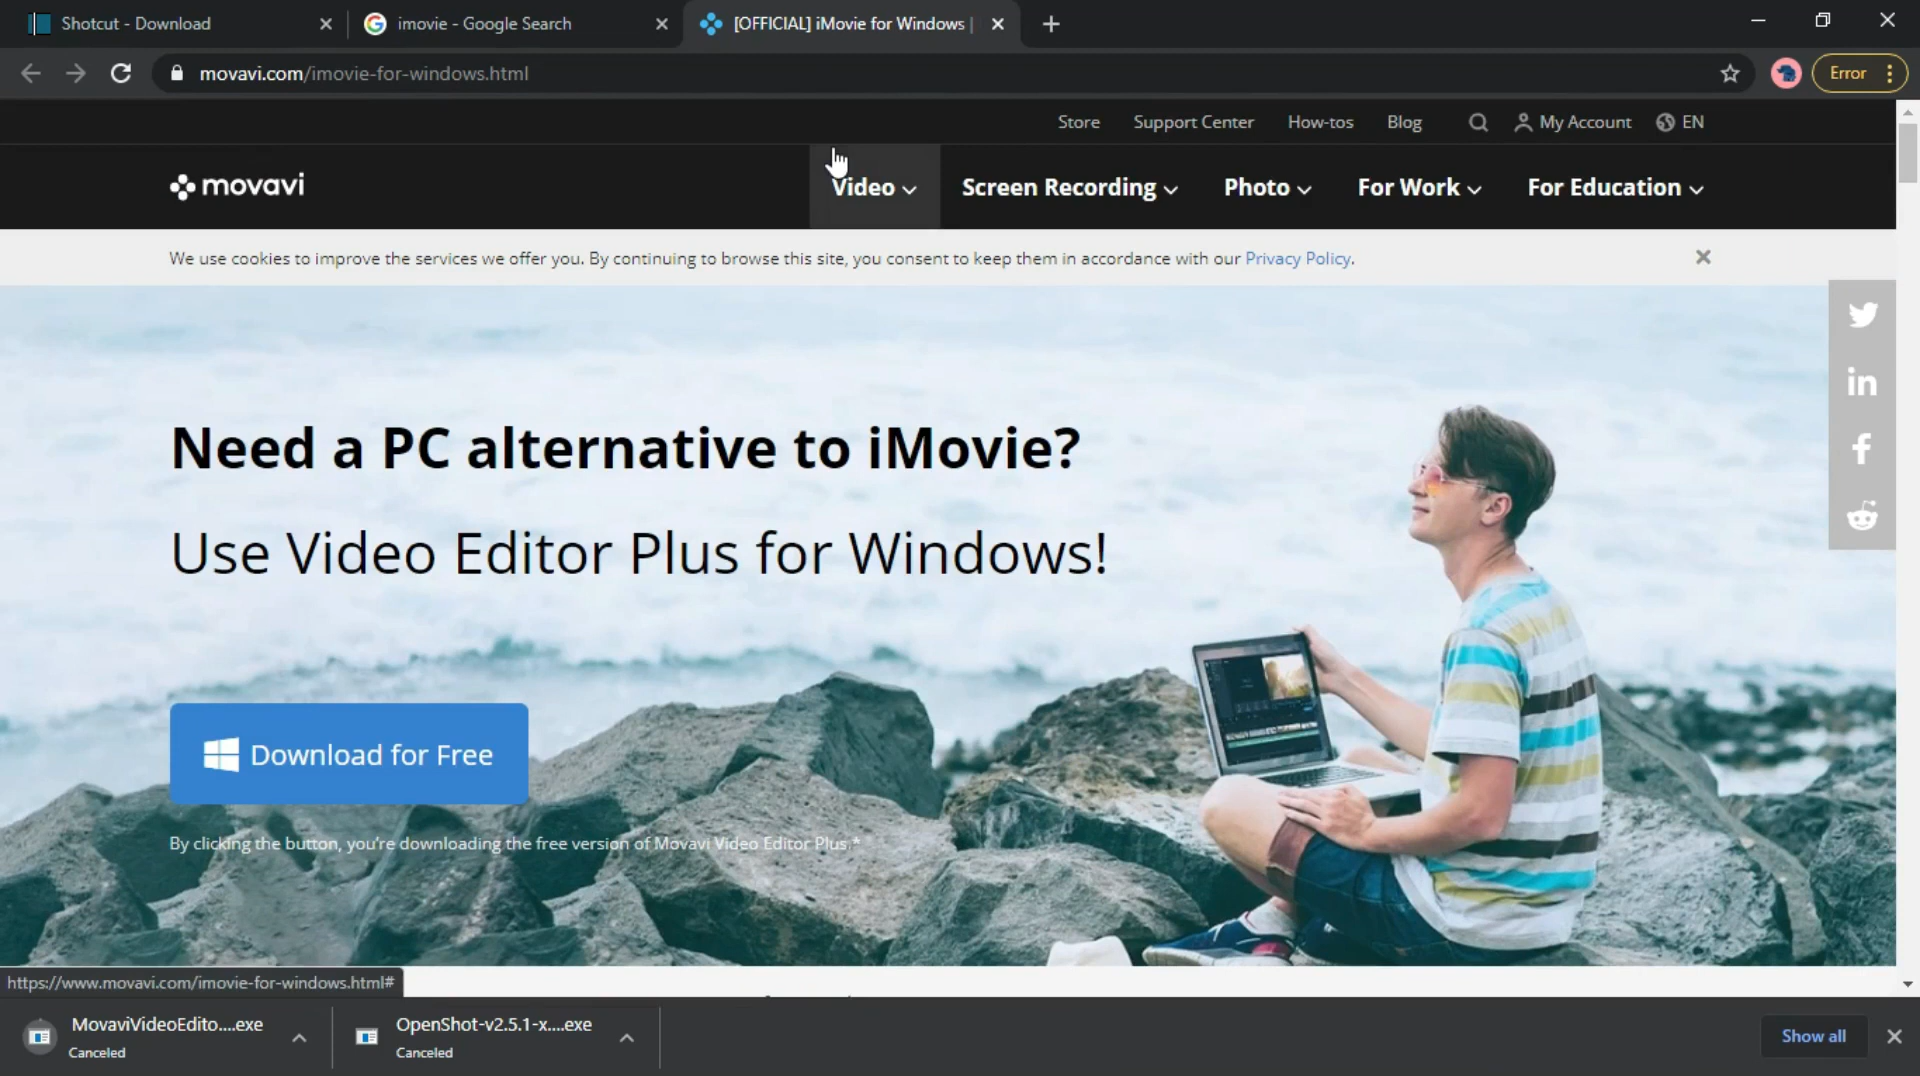 Shotcut - Download
imovie - Google Search
[OFFICIAL] iMovie for Windows |
movavi.com/imovie-for-windows.html
Error
Store Support Center How-tos Blog My Account EN
movavi
Video Screen Recording Photo For Work For Education
We use cookies to improve the services we offer you. By continuing to browse this site, you consent to keep them in accordance with our Privacy Policy.
Need a PC alternative to iMovie?
Use Video Editor Plus for Windows!
Download for Free
By clicking the button, you're downloading the free version of Movavi Video Editor Plus.*
https://www.movavi.com/imovie-for-windows.html#
MovaviVideoEdito....exe
Canceled
OpenShot-v2.5.1-x....exe
Canceled
Show all